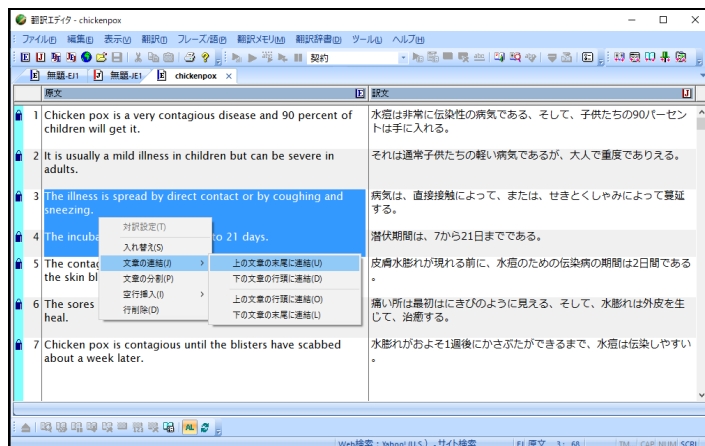 翻訳エディタ - chickenpox
ファイル(F) 編集(E) 表示(V) 翻訳(T) フレーズ/語(P) 翻訳メモリ(M) 翻訳辞書(D) ツール(L) ヘルプ(H)
契約
無題-EJ1 無題-JE1 chickenpox ×
原文 E 訳文 J
1 Chicken pox is a very contagious disease and 90 percent of 水痘は非常に伝染性の病気である、そして、子供たちの90パーセン
children will get it. トは手に入れる。
2 It is usually a mild illness in children but can be severe in それは通常子供たちの軽い病気であるが、大人で重度でありえる。
adults.
3 The illness is spread by direct contact or by coughing and 病気は、直接接触によって、または、せきとくしゃみによって蔓延
sneezing. する。
対訳設定(T)
4 The incuba to 21 days. 潜伏期間は、7から21日までである。
入れ替え(S)
5 The conta 文章の連結(J) 上の文章の末尾に連結(U) 皮膚水膨れが現れる前に、水痘のための伝染病の期間は2日間である
the skin bl 文章の分割(P) 下の文章の行頭に連結(D) 。
空行挿入(I) 上の文章の行頭に連結(O)
6 The sores 行削除(D) 下の文章の末尾に連結(L) 痛い所は最初はにきびのように見える、そして、水膨れは外皮を生
heal. じて、治癒する。
7 Chicken pox is contagious until the blisters have scabbed 水膨れがおよそ1週後にかさぶたができるまで、水痘は伝染しやすい
about a week later. 。
AL
Web検索：Yahoo!(U.S.) - サイト検索 EJ 原文 3: 68 TM CAP NUM SCRL